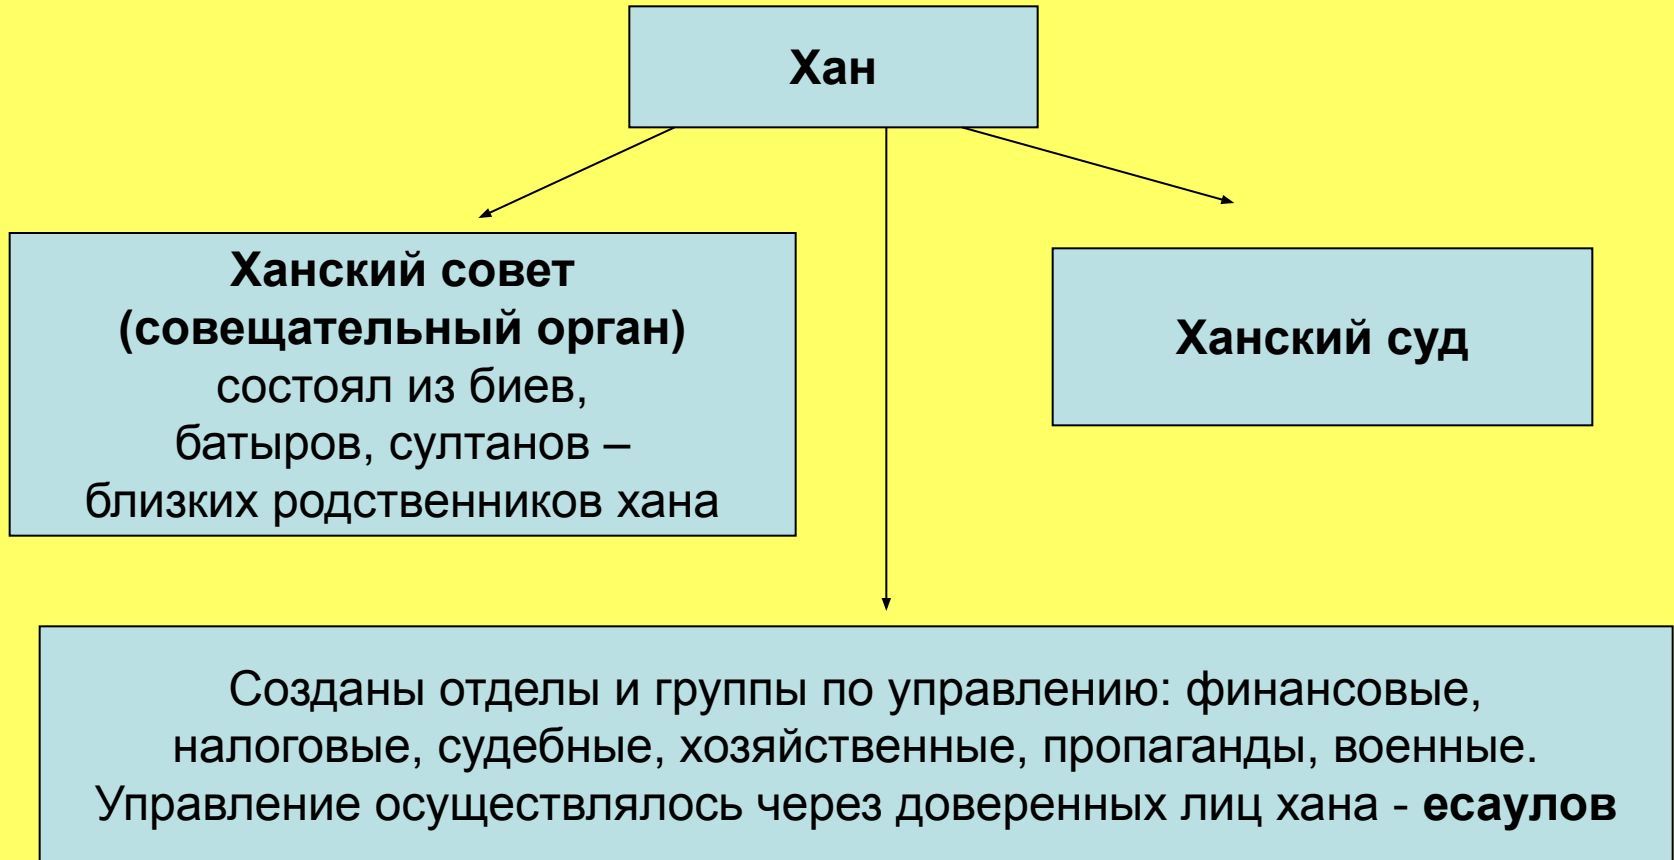 Хан
Ханский совет
(совещательный орган)
состоял из биев,
батыров, султанов –
близких родственников хана
Ханский суд
Созданы отделы и группы по управлению: финансовые,
налоговые, судебные, хозяйственные, пропаганды, военные.
Управление осуществлялось через доверенных лиц хана - есаулов